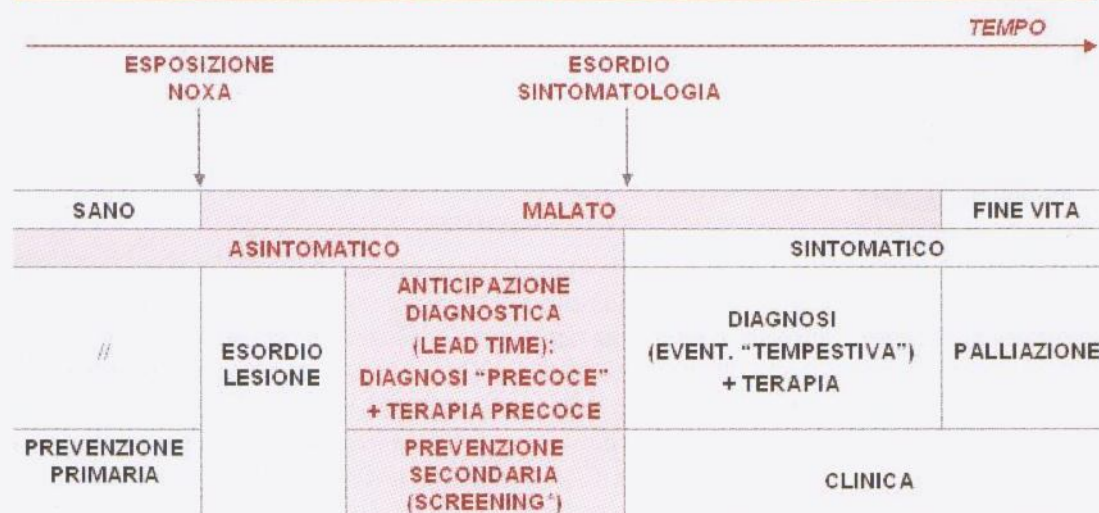 TEMPO
ESPOSIZIONE
NOXA
ESORDIO
SINTOMATOLOGIA
SANO
MALATO
FINE VITA
ASINTOMATICO
SINTOMATICO
//
ESORDIO
LESIONE
ANTICIPAZIONE
DIAGNOSTICA
(LEAD TIME):
DIAGNOSI “PRECOCE”
+ TERAPIA PRECOCE
DIAGNOSI
(EVENT. “TEMPESTIVA”)
+ TERAPIA
PALLIAZIONE
PREVENZIONE
PRIMARIA
PREVENZIONE
SECONDARIA
(SCREENING*)
CLINICA